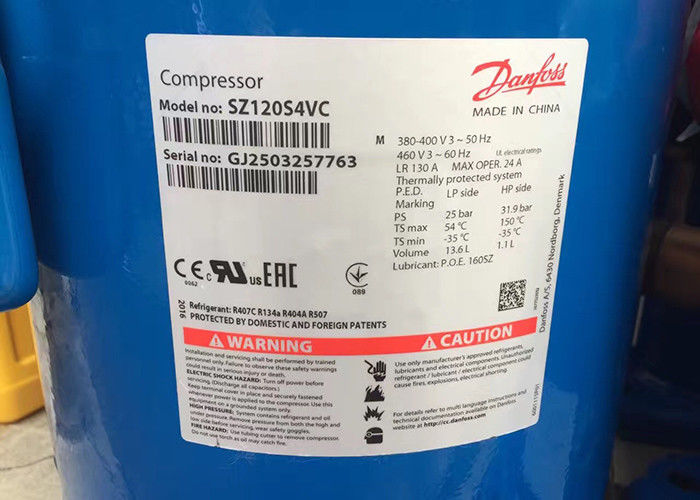 Compressor
Model no: SZ120S4VC
Serial no: GJ2503257763
Danfoss
MADE IN CHINA
M 380-400 V 3 ~ 50 Hz
460 V 3 ~ 60 Hz UL electrical ratings
LR 130 A MAX OPER. 24 A
Thermally protected system
P.E.D. LP side HP side
Marking
PS 25 bar 31.9 bar
TS max 54 °C 150 °C
TS min -35 °C -35 °C
Volume 13.6 L 1.1 L
Lubricant: P.O.E. 160SZ
Danfoss A/S, 6430 Nordborg, Denmark
CE c RU us EAC
0062
089
2016
Refrigerant: R407C R134a R404A R507
PROTECTED BY DOMESTIC AND FOREIGN PATENTS
WARNING
Installation and servicing shall be performed by trained
personnel only. Failure to observe these safety warnings
could result in serious injury or death.
ELECTRIC SHOCK HAZARD: Turn off power before
servicing. (Discharge all capacitors.)
Keep terminal cover in place and securely fastened
whenever power is applied to the compressor. Use this
equipment on a grounded system only.
HIGH PRESSURE: System contains refrigerant and oil
under pressure. Remove pressure from both the high and
low side before servicing, wear safety goggles.
FIRE HAZARD: Use tubing cutter to remove compressor.
Do not use torch as oil may catch fire.
CAUTION
Use only manufacturer's approved refrigerants,
lubricants and electrical components. Unauthorized
refrigerant / lubricant / electrical component could
cause fires, explosions, electrical shorting.
For details refer to multi language instructions and
technical documentation available on Danfoss
website: http://cc.danfoss.com